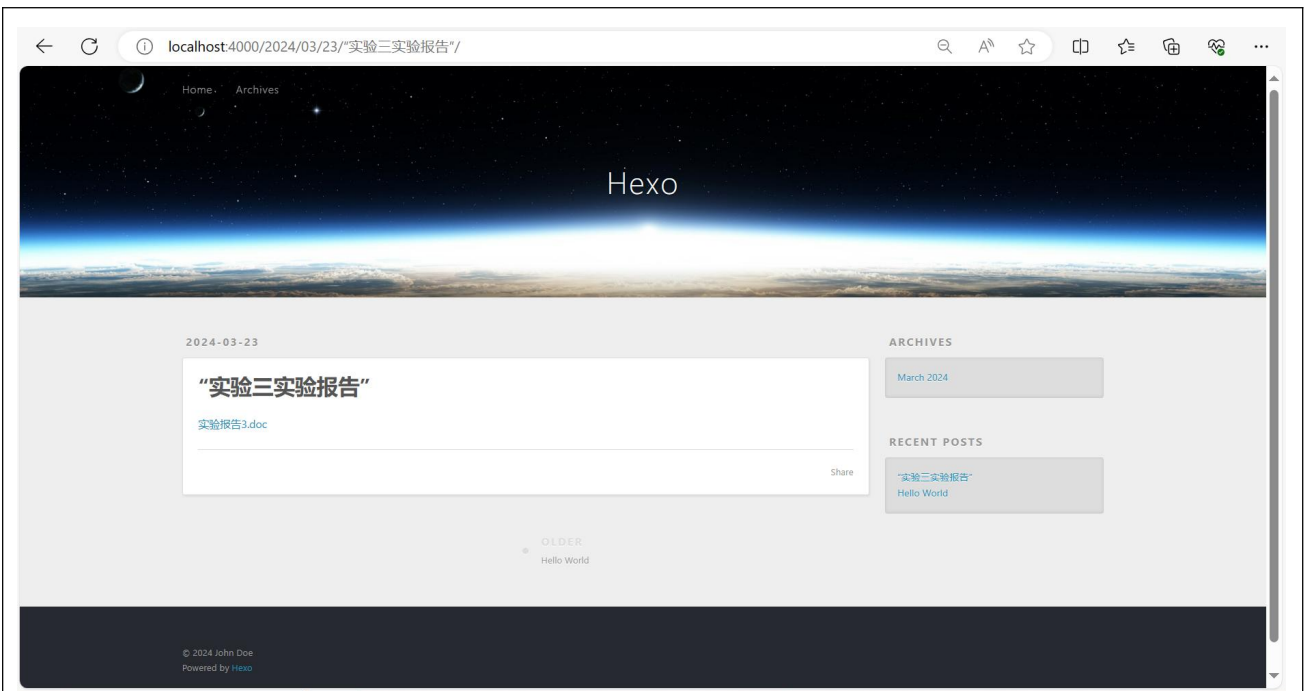 localhost:4000/2024/03/23/“实验三实验报告”/
Home
Archives
Hexo
2024-03-23
“实验三实验报告”
实验报告3.doc
Share
OLDER
Hello World
ARCHIVES
March 2024
RECENT POSTS
“实验三实验报告”
Hello World
© 2024 John Doe
Powered by Hexo